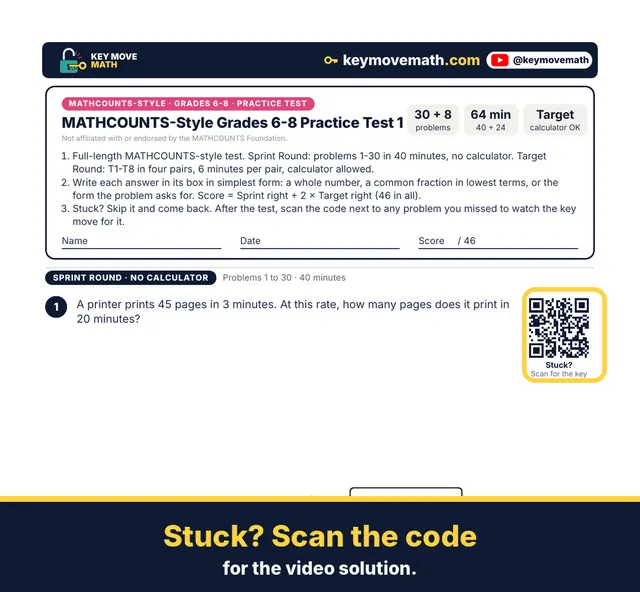 KEY MOVE
MATH
keymovemath.com
@keymovemath
MATHCOUNTS-STYLE · GRADES 6-8 · PRACTICE TEST
MATHCOUNTS-Style Grades 6-8 Practice Test 1
Not affiliated with or endorsed by the MATHCOUNTS Foundation.
30 + 8
problems
64 min
40 + 24
Target
calculator OK
1. Full-length MATHCOUNTS-style test. Sprint Round: problems 1-30 in 40 minutes, no calculator. Target
Round: T1-T8 in four pairs, 6 minutes per pair, calculator allowed.
2. Write each answer in its box in simplest form: a whole number, a common fraction in lowest terms, or the
form the problem asks for. Score = Sprint right + 2 × Target right (46 in all).
3. Stuck? Skip it and come back. After the test, scan the code next to any problem you missed to watch the key
move for it.
Name
Date
Score / 46
SPRINT ROUND · NO CALCULATOR
Problems 1 to 30 · 40 minutes
1 A printer prints 45 pages in 3 minutes. At this rate, how many pages does it print in
20 minutes?
Stuck?
Scan for the key
Stuck? Scan the code
for the video solution.